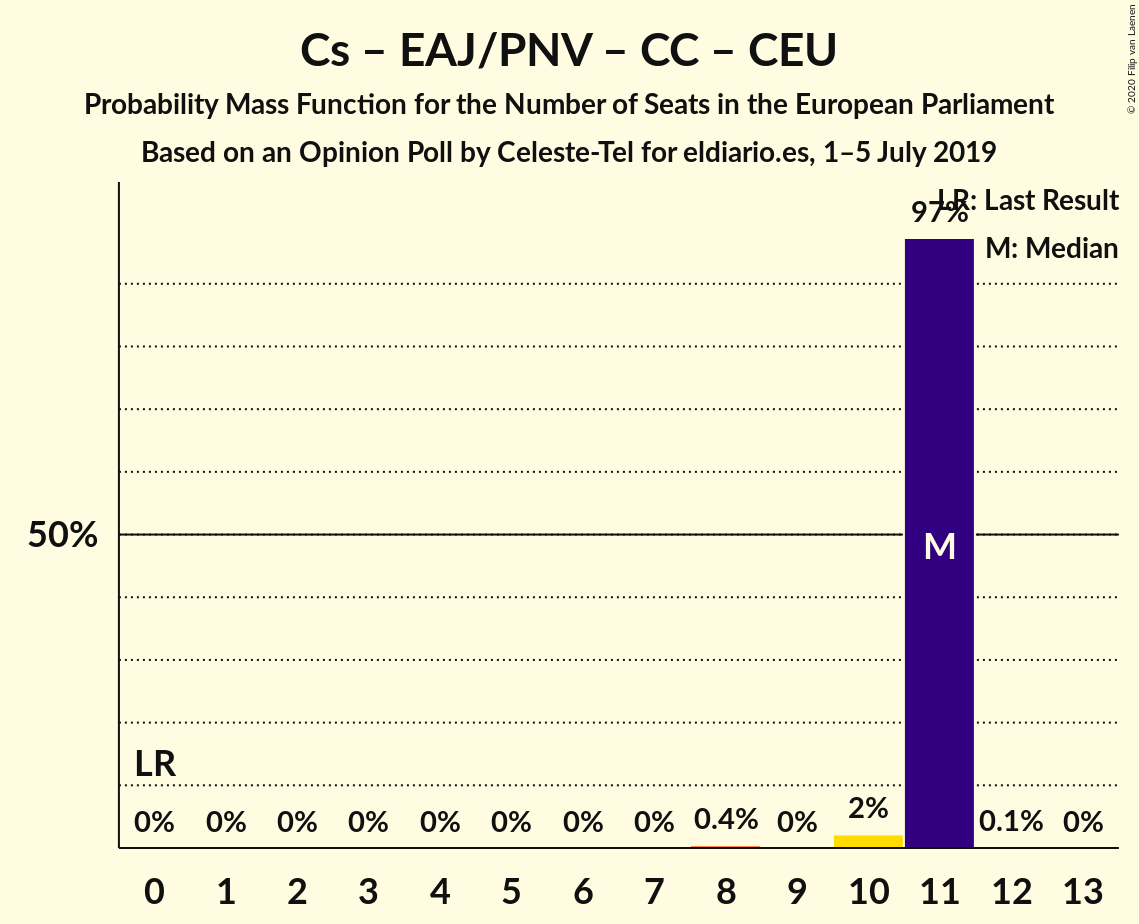 Cs – EAJ/PNV – CC – CEU
Probability Mass Function for the Number of Seats in the European Parliament
Based on an Opinion Poll by Celeste-Tel for eldiario.es, 1–5 July 2019
© 2020 Filip van Laenen
LR: Last Result
97%
M: Median
50%
M
LR
0% 0% 0% 0% 0% 0% 0% 0% 0.4% 0% 2% 0.1% 0%
0 1 2 3 4 5 6 7 8 9 10 11 12 13